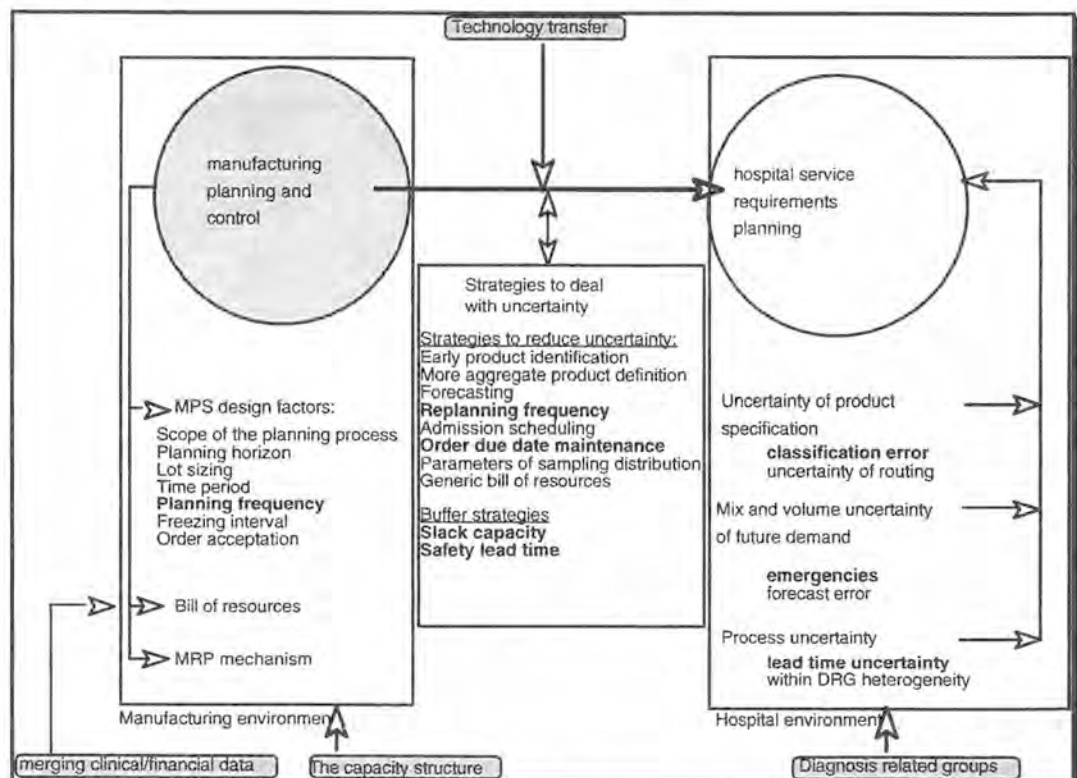 Technology transfer
manufacturing
planning and
control
hospital service
requirements
planning
Strategies to deal
with uncertainty
Strategies to reduce uncertainty:
Early product identification
More aggregate product definition
Forecasting
Replanning frequency
Admission scheduling
Order due date maintenance
Parameters of sampling distribution
Generic bill of resources
Buffer strategies
Slack capacity
Safety lead time
MPS design factors:
Scope of the planning process
Planning horizon
Lot sizing
Time period
Planning frequency
Freezing interval
Order acceptation
Bill of resources
MRP mechanism
Uncertainty of product
specification
classification error
uncertainty of routing
Mix and volume uncertainty
of future demand
emergencies
forecast error
Process uncertainty
lead time uncertainty
within DRG heterogeneity
Manufacturing environment
Hospital environment
merging clinical/financial data
The capacity structure
Diagnosis related groups